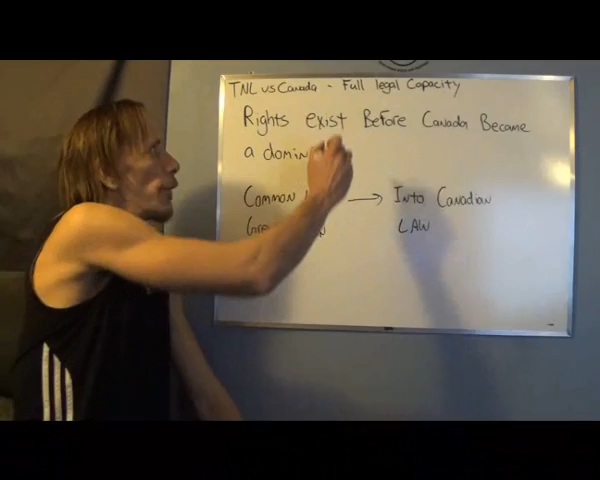 TNL vs Canada - Full legal Capacity
Rights exist Before Canada Became
a domin
Common → Into Canadian
LAW